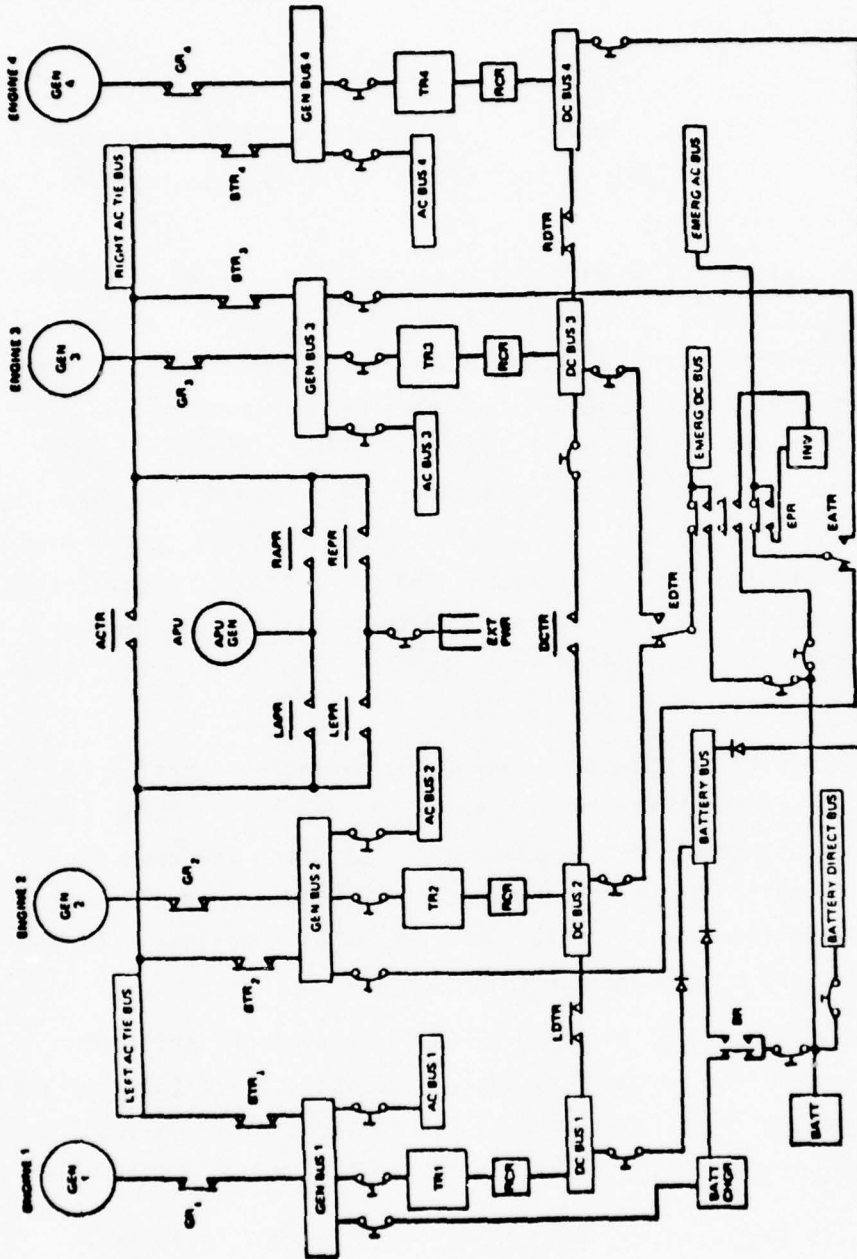 ENGINE 1
GEN 1
GR₁
ENGINE 2
GEN 2
GR₂
ENGINE 3
GEN 3
GR₃
ENGINE 4
GEN 4
GR₄
LEFT AC TIE BUS
RIGHT AC TIE BUS
BTR₁
BTR₂
BTR₃
BTR₄
ACTR
APU
APU GEN
LAPR
RAPR
LEPR
REPR
EXT PWR
GEN BUS 1
GEN BUS 2
GEN BUS 3
GEN BUS 4
AC BUS 1
AC BUS 2
AC BUS 3
AC BUS 4
TR1
TR2
TR3
TR4
RCR
RCR
RCR
RCR
DC BUS 1
LDTR
DC BUS 2
DCTR
DC BUS 3
RDTR
DC BUS 4
EDTR
EMERG DC BUS
EMERG AC BUS
EPR
INV
EATR
BATTERY BUS
BATTERY DIRECT BUS
BR
BATT CHGR
BATT